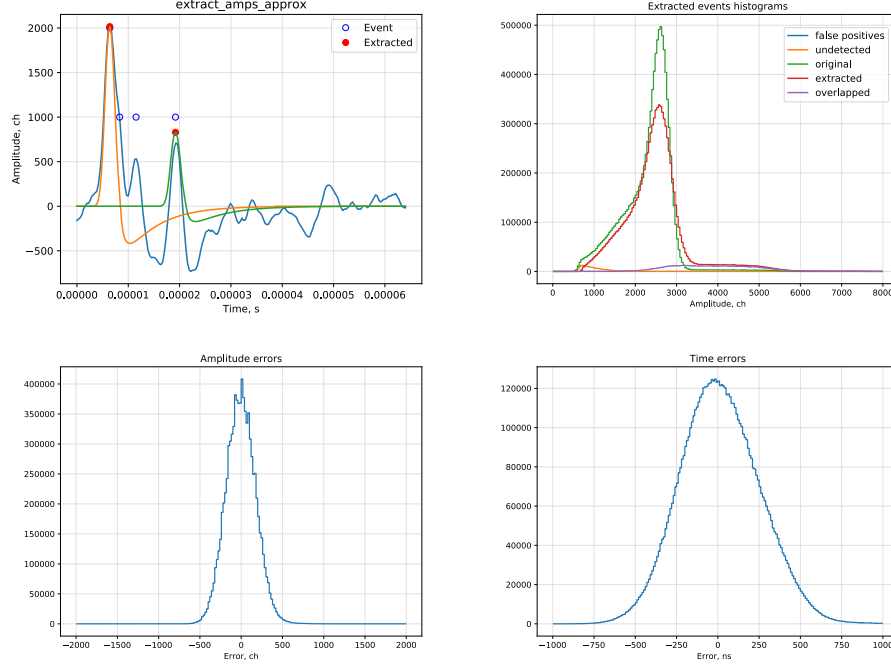 extract_amps_approx
Event
Extracted
2000
1500
1000
500
0
−500
Amplitude, ch
0.00000 0.00001 0.00002 0.00003 0.00004 0.00005 0.00006
Time, s
Extracted events histograms
false positives
undetected
original
extracted
overlapped
500000
400000
300000
200000
100000
0
0 1000 2000 3000 4000 5000 6000 7000 8000
Amplitude, ch
Amplitude errors
400000
350000
300000
250000
200000
150000
100000
50000
0
−2000 −1500 −1000 −500 0 500 1000 1500 2000
Error, ch
Time errors
120000
100000
80000
60000
40000
20000
0
−1000 −750 −500 −250 0 250 500 750 1000
Error, ns